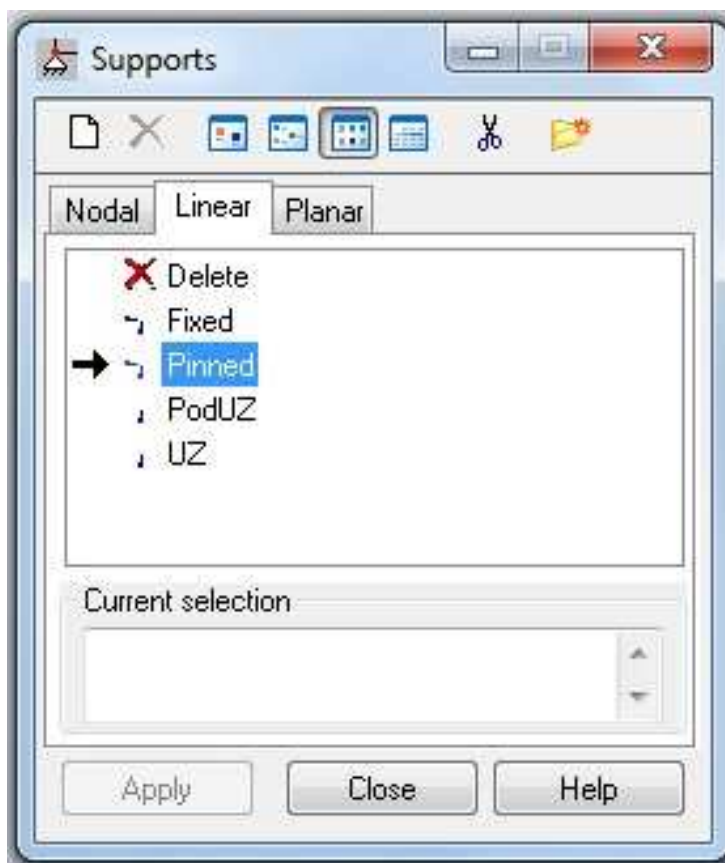 Supports
Nodal Linear Planar
Delete
Fixed
Pinned
PodUZ
UZ
Current selection
Apply Close Help